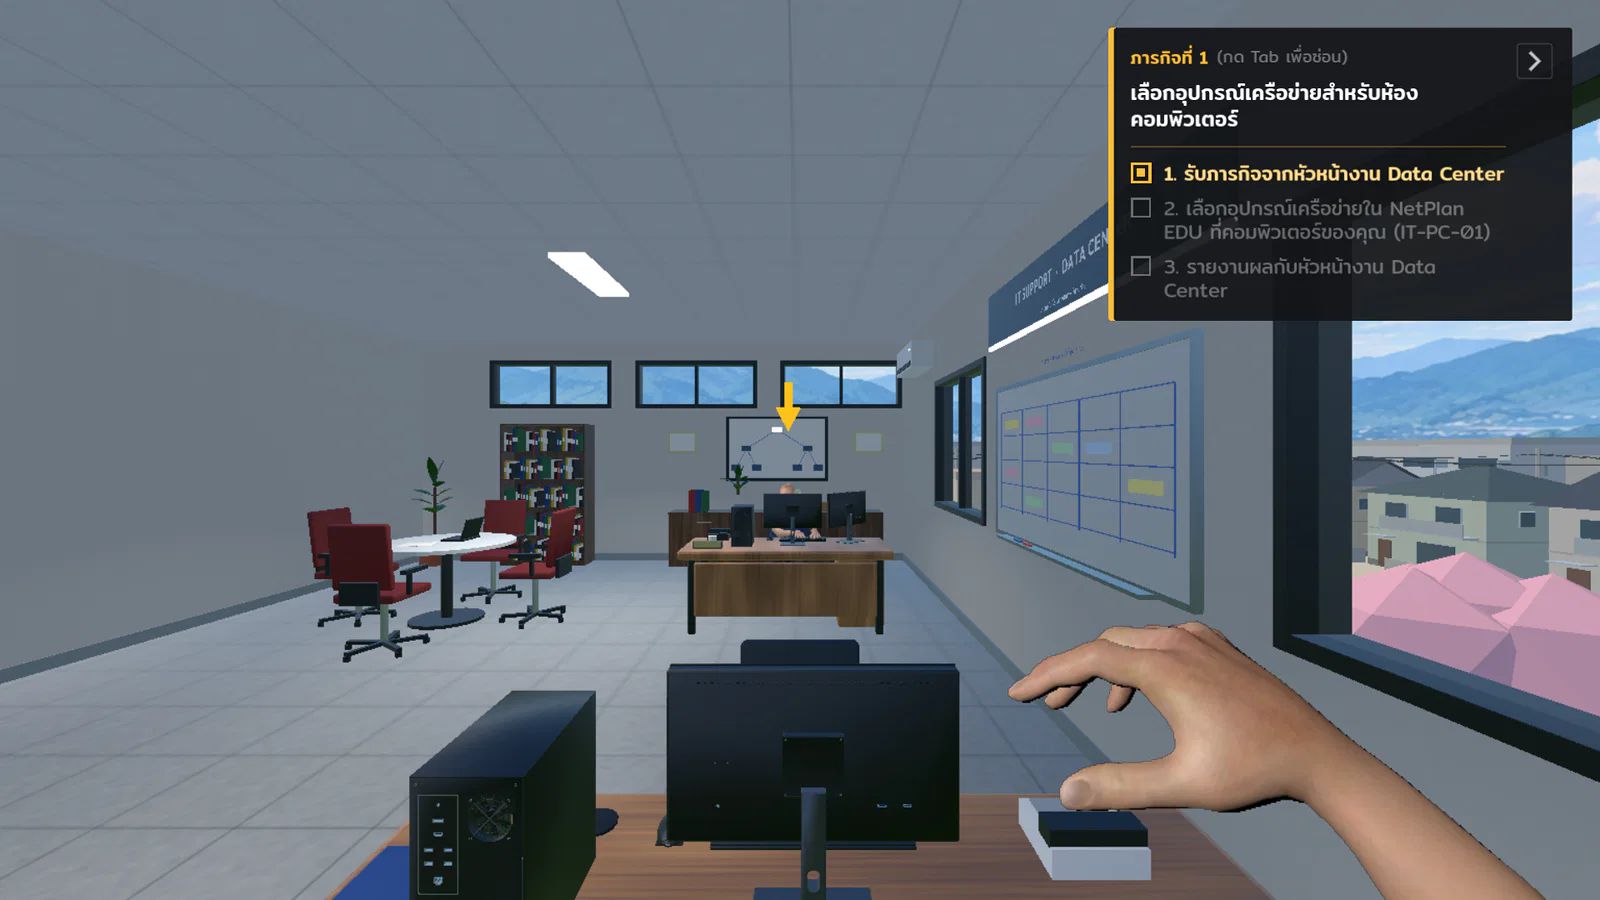 ภารกิจที่ 1 (กด Tab เพื่อซ่อน)
เลือกอุปกรณ์เครือข่ายสำหรับห้อง
คอมพิวเตอร์
1. รับภารกิจจากหัวหน้างาน Data Center
2. เลือกอุปกรณ์เครือข่ายใน NetPlan
EDU ที่คอมพิวเตอร์ของคุณ (IT-PC-01)
3. รายงานผลกับหัวหน้างาน Data
Center
IT SUPPORT · DATA CEN